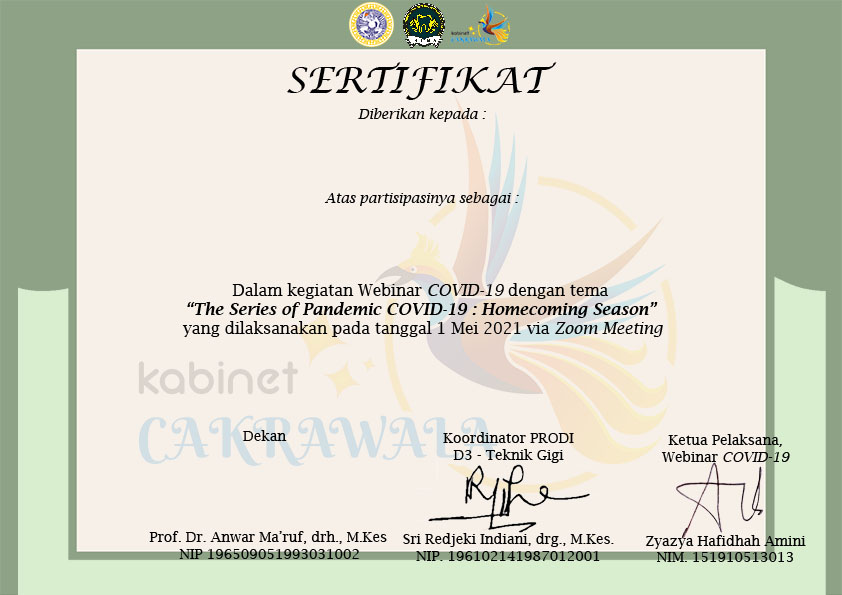 kabinet
CAKRAWALA
SERTIFIKAT
Diberikan kepada :
Atas partisipasinya sebagai :
Dalam kegiatan Webinar COVID-19 dengan tema
“The Series of Pandemic COVID-19 : Homecoming Season”
yang dilaksanakan pada tanggal 1 Mei 2021 via Zoom Meeting
kabinet
CAKRAWALA
Dekan
Koordinator PRODI
D3 - Teknik Gigi
Ketua Pelaksana,
Webinar COVID-19
Prof. Dr. Anwar Ma’ruf, drh., M.Kes
NIP 196509051993031002
Sri Redjeki Indiani, drg., M.Kes.
NIP. 196102141987012001
Zyazya Hafidhah Amini
NIM. 151910513013